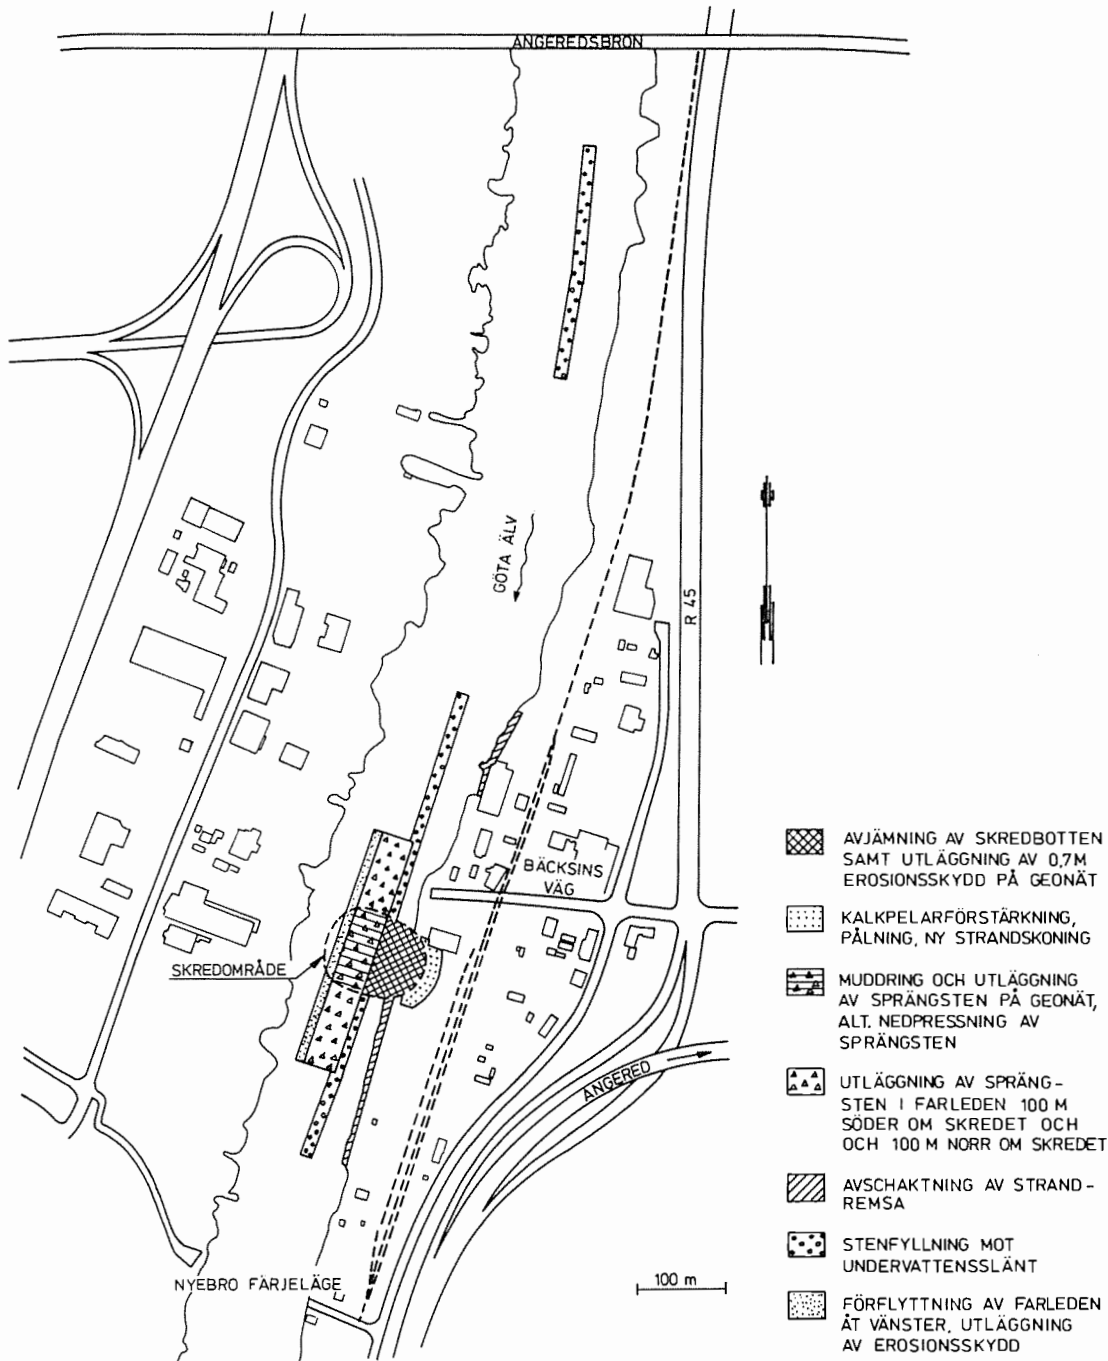 ANGEREDSBRON
GÖTA ÄLV
R 45
BÄCKSINS
VÄG
SKREDOMRÅDE
ANGERED
NYEBRO FÄRJELÄGE
100 m
AVJÄMNING AV SKREDBOTTEN
SAMT UTLÄGGNING AV 0,7M
EROSIONSSKYDD PÅ GEONÄT
KALKPELARFÖRSTÄRKNING,
PÅLNING, NY STRANDSKONING
MUDDRING OCH UTLÄGGNING
AV SPRÄNGSTEN PÅ GEONÄT,
ALT. NEDPRESSNING AV
SPRÄNGSTEN
UTLÄGGNING AV SPRÄNG-
STEN I FARLEDEN 100 M
SÖDER OM SKREDET OCH
OCH 100 M NORR OM SKREDET
AVSCHAKTNING AV STRAND-
REMSA
STENFYLLNING MOT
UNDERVATTENSSLÄNT
FÖRFLYTTNING AV FARLEDEN
ÅT VÄNSTER, UTLÄGGNING
AV EROSIONSSKYDD